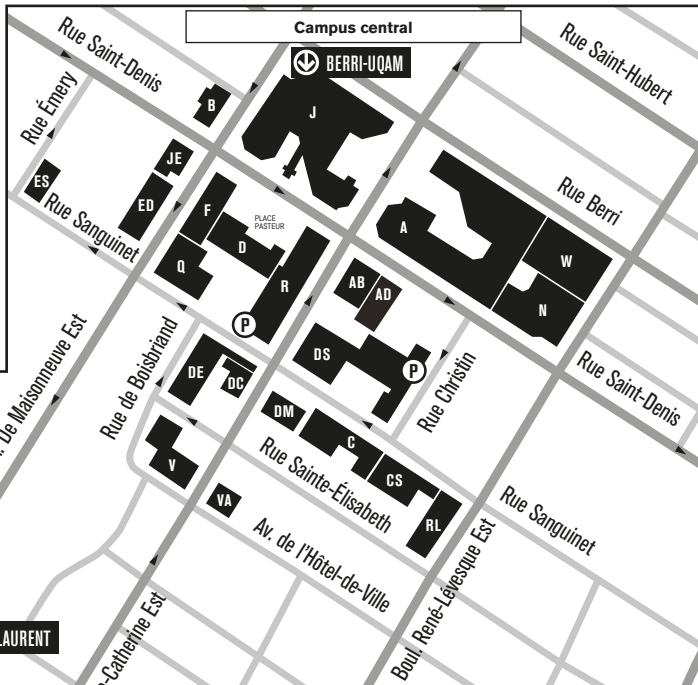 Campus central
BERRI-UQAM
Rue Saint-Denis
Rue Saint-Hubert
Rue Émery
B
J
JE
ES
ED
Rue Sanguinet
F
PLACE
PASTEUR
D
Q
R
A
Rue Berri
W
N
AB
AD
P
DS
P
DE
DC
Rue Christin
Rue Saint-Denis
De Maisonneuve Est
Rue de Boisbriand
DM
C
CS
RL
V
VA
Rue Sainte-Élisabeth
Rue Sanguinet
Av. de l'Hôtel-de-Ville
Boul. René-Lévesque Est
-Catherine Est
LAURENT